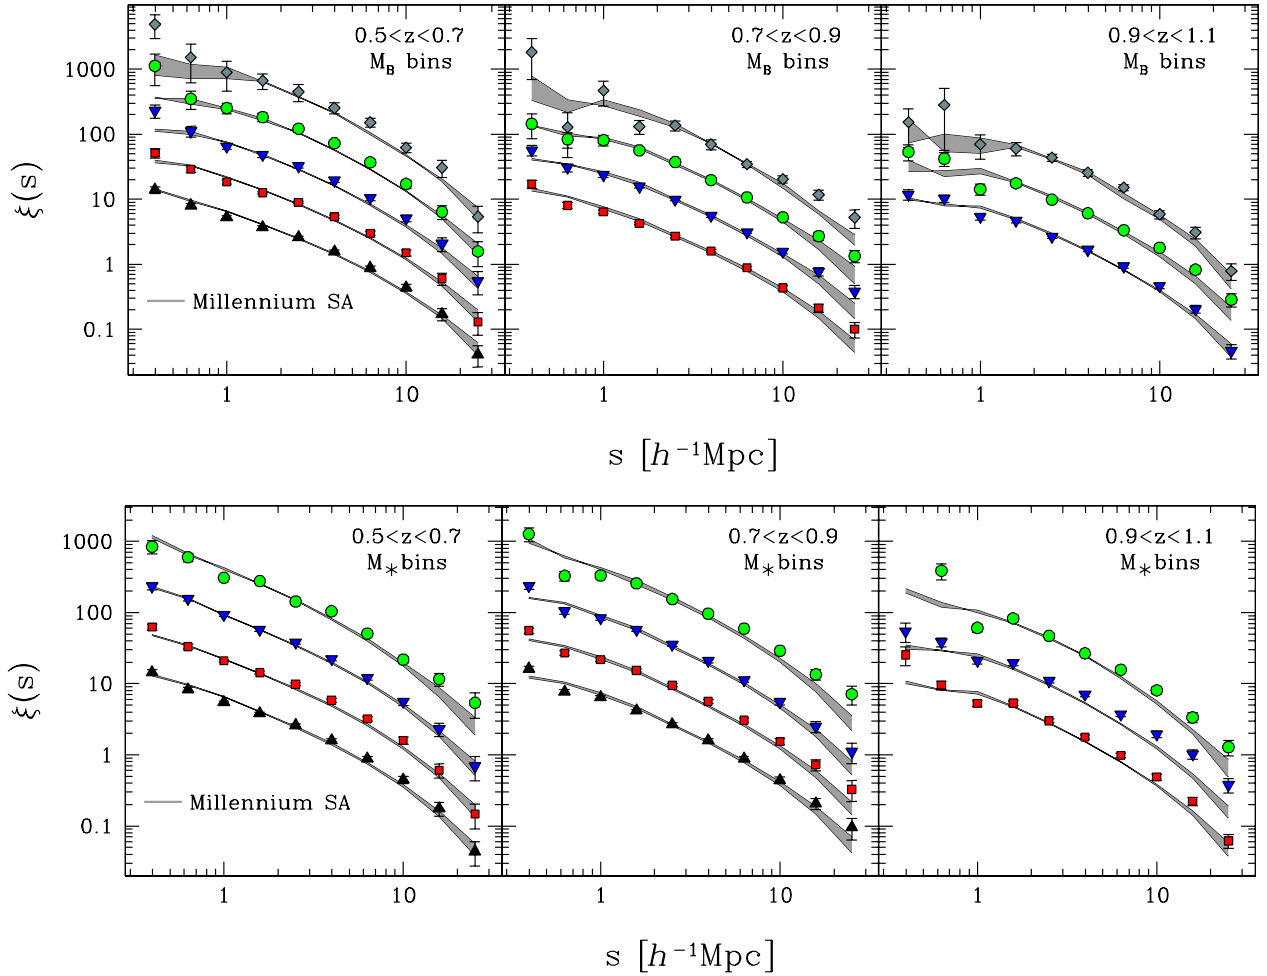 0.5<z<0.7
M_B bins
0.7<z<0.9
M_B bins
0.9<z<1.1
M_B bins
1000
100
10
1
0.1
ξ(s)
Millennium SA
1 10 1 10 1 10
s [h⁻¹Mpc]
0.5<z<0.7
M_* bins
0.7<z<0.9
M_* bins
0.9<z<1.1
M_* bins
1000
100
10
1
0.1
ξ(s)
Millennium SA
1 10 1 10 1 10
s [h⁻¹Mpc]